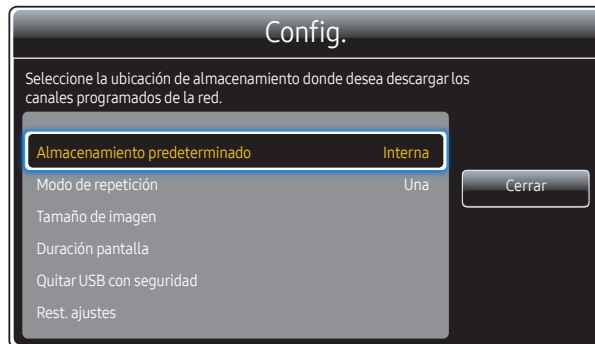 Config.
Seleccione la ubicación de almacenamiento donde desea descargar los
canales programados de la red.
Almacenamiento predeterminado Interna
Modo de repetición Una
Cerrar
Tamaño de imagen
Duración pantalla
Quitar USB con seguridad
Rest. ajustes